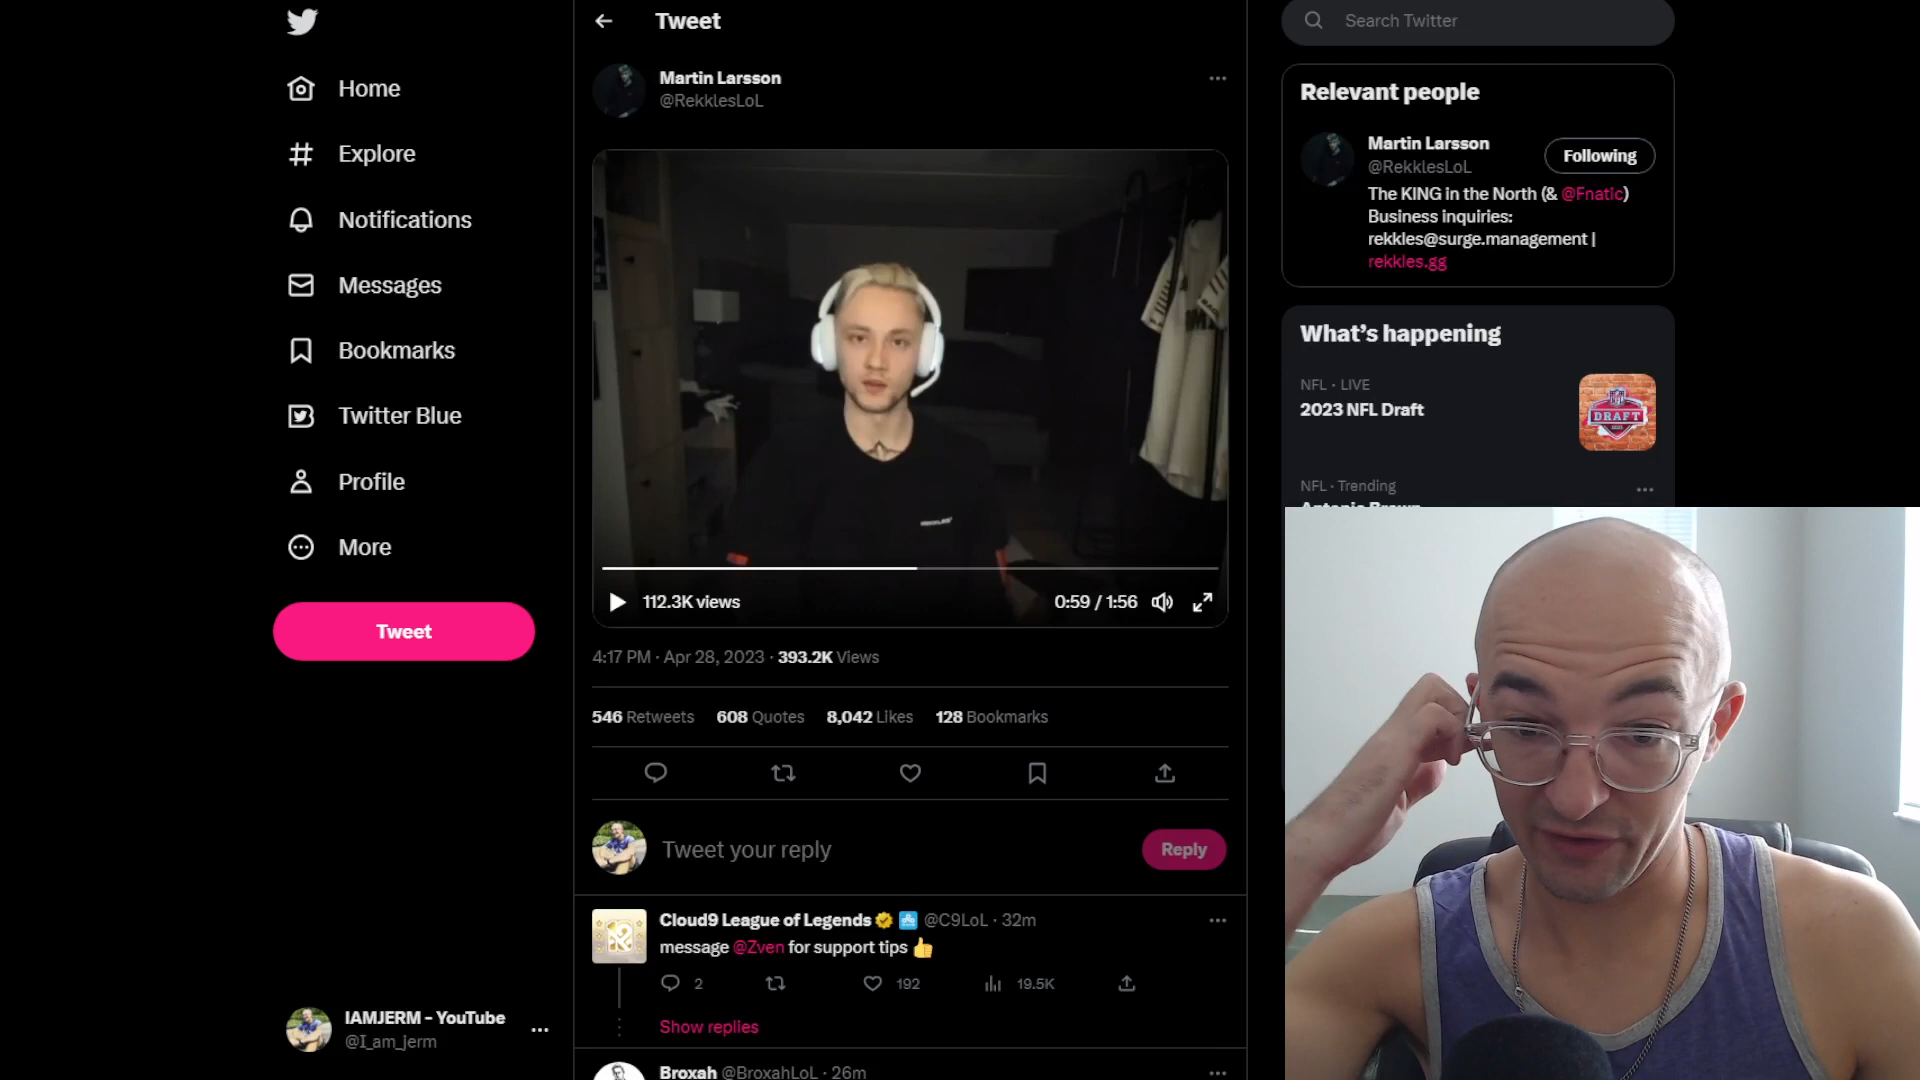 Home
Explore
Notifications
Messages
Bookmarks
Twitter Blue
Profile
More
Tweet
IAMJERM - YouTube
@I_am_jerm
Tweet
Martin Larsson
@RekklesLoL
112.3K views
0:59 / 1:56
4:17 PM · Apr 28, 2023 · 393.2K Views
546 Retweets 608 Quotes 8,042 Likes 128 Bookmarks
Tweet your reply
Reply
Cloud9 League of Legends @C9LoL · 32m
message @Zven for support tips 👍
2 192 19.5K
Show replies
Broxah @BroxahLoL · 26m
Search Twitter
Relevant people
Martin Larsson
@RekklesLoL
Following
The KING in the North (& @Fnatic)
Business inquiries:
rekkles@surge.management |
rekkles.gg
What's happening
NFL · LIVE
2023 NFL Draft
DRAFT
NFL · Trending
Antonio Brown